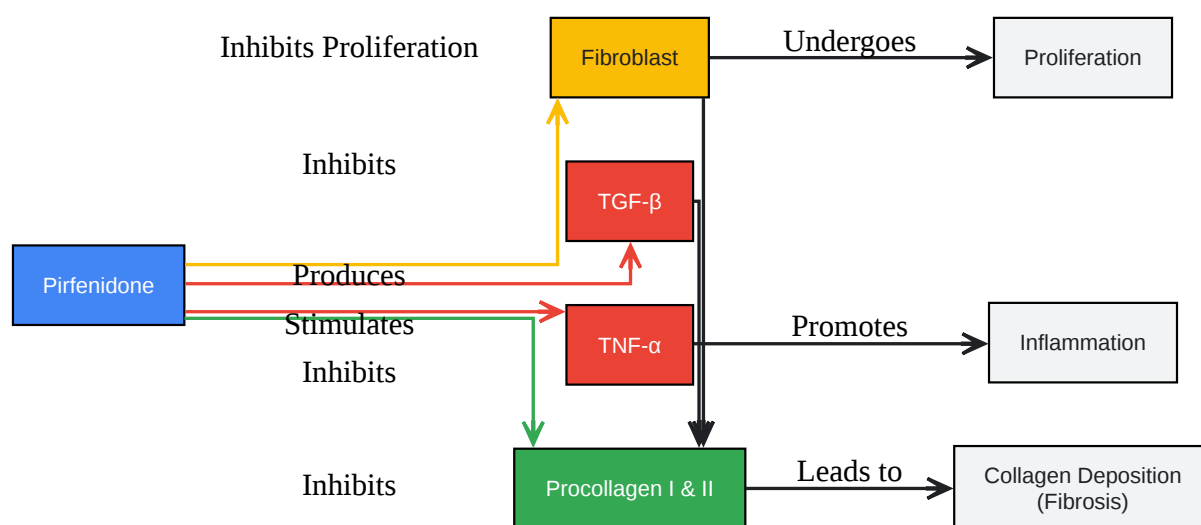 Inhibits Proliferation
Fibroblast
Undergoes
Proliferation
Inhibits
TGF-β
Pirfenidone
Produces
Stimulates
TNF-α
Promotes
Inflammation
Inhibits
Inhibits
Procollagen I & II
Leads to
Collagen Deposition
(Fibrosis)